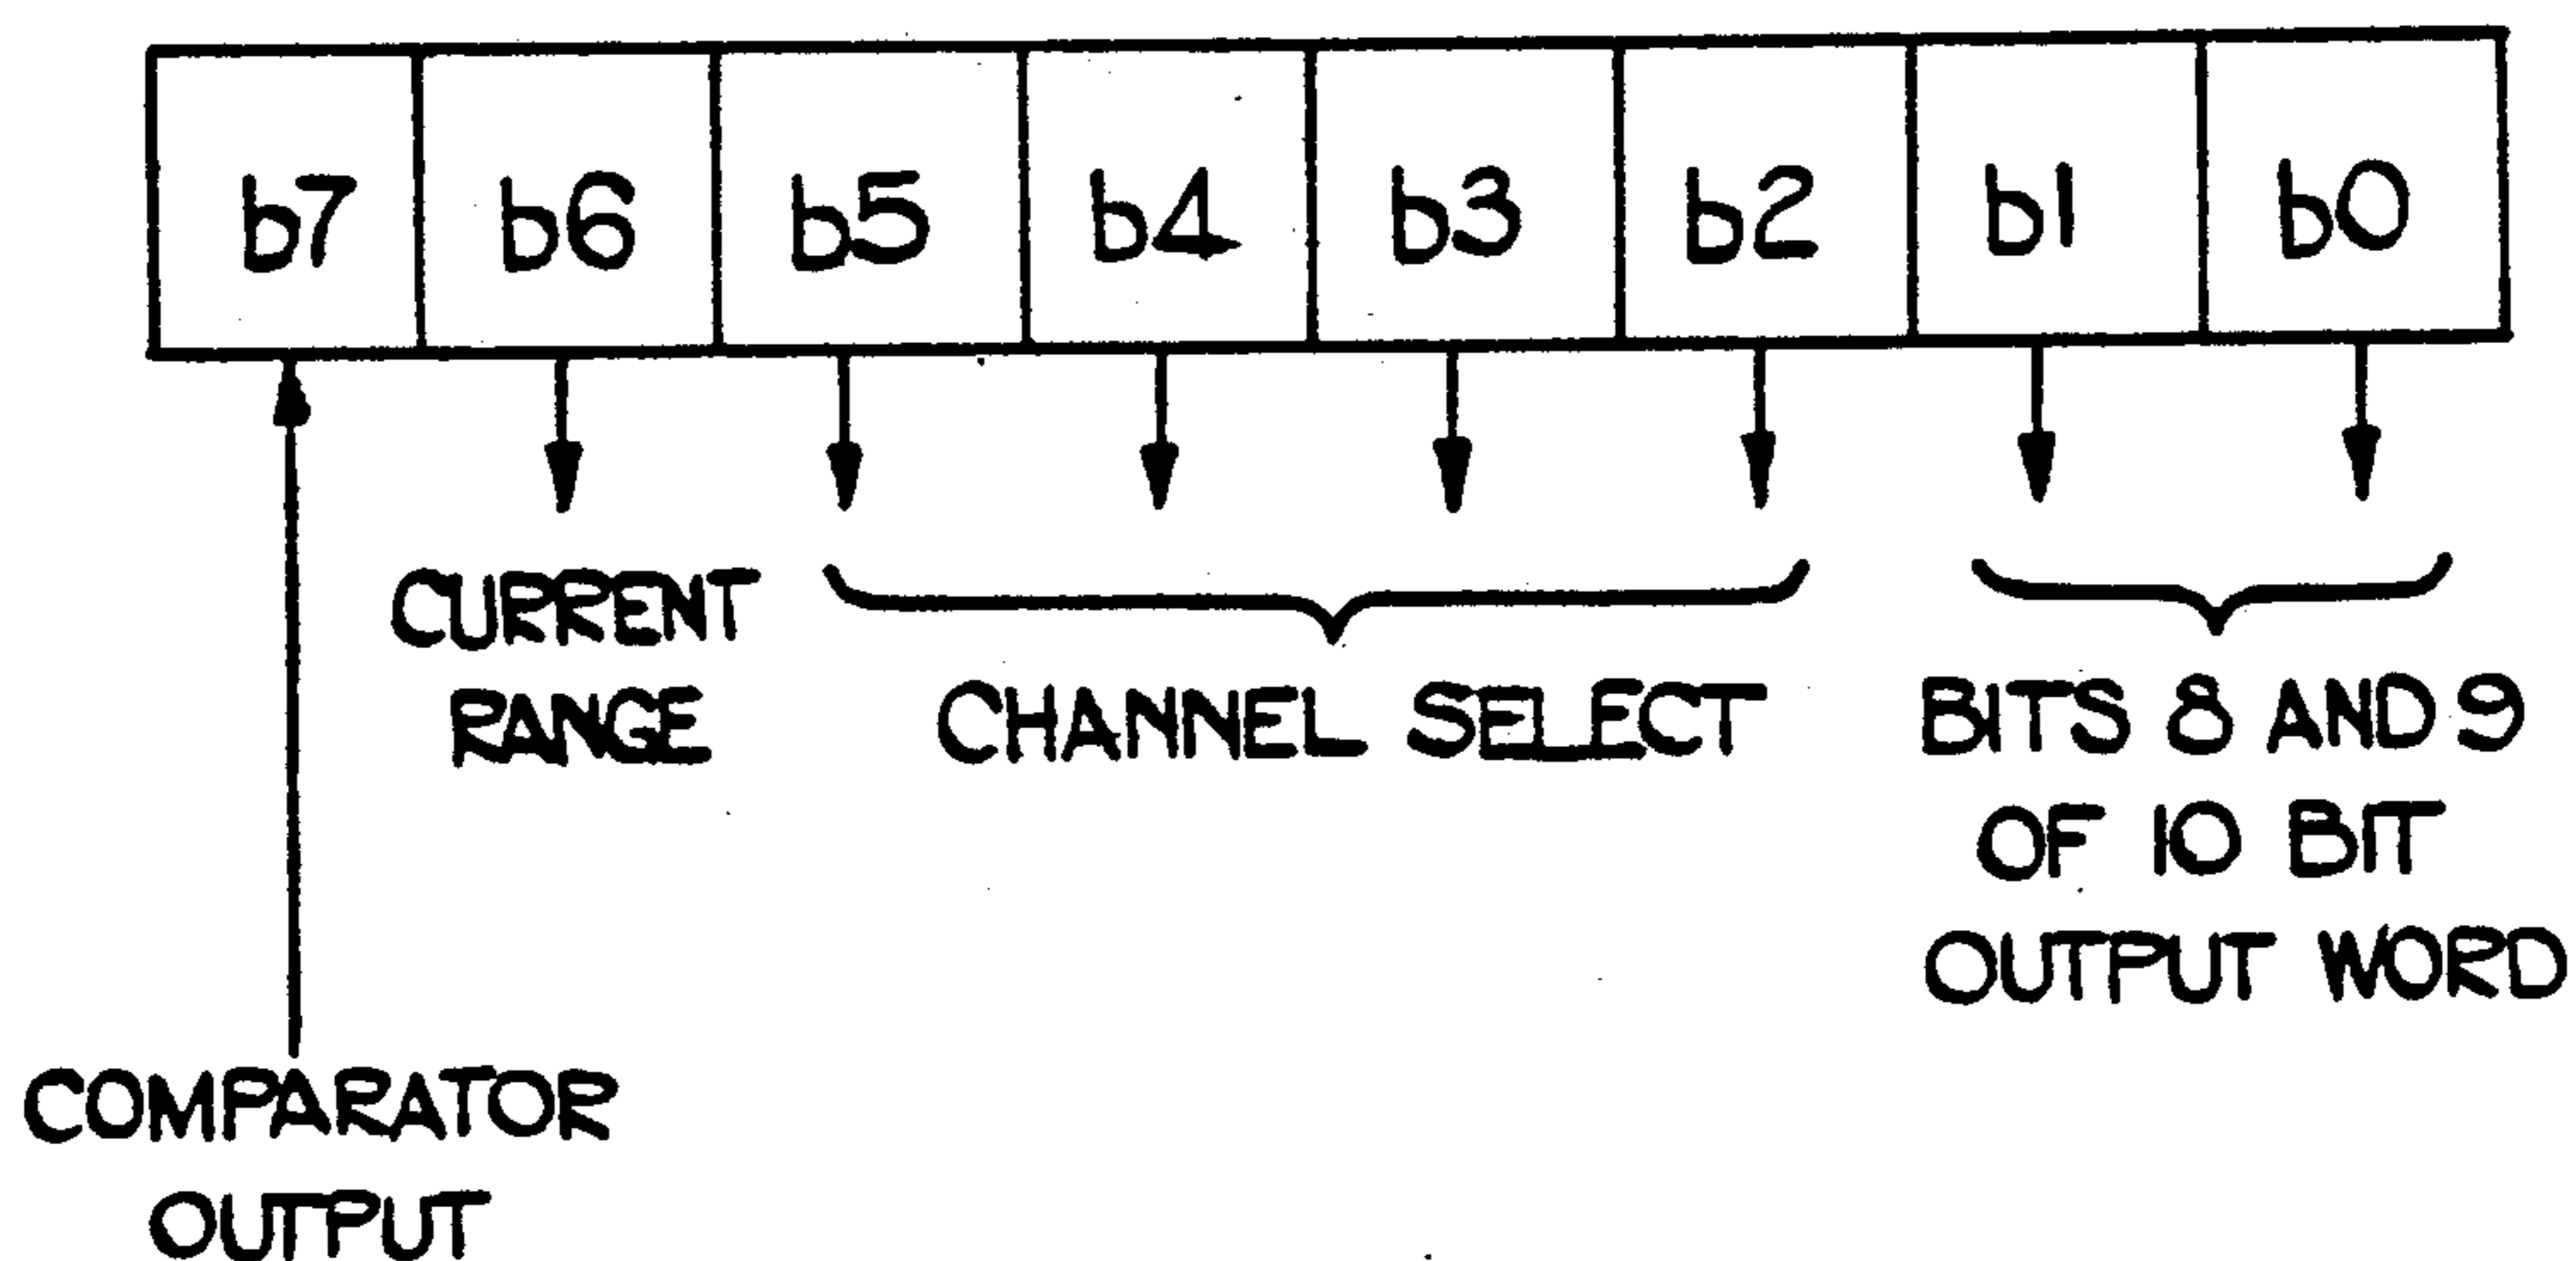 b7 b6 b5 b4 b3 b2 b1 b0
CURRENT
RANGE
CHANNEL SELECT
BITS 8 AND 9
OF 10 BIT
OUTPUT WORD
COMPARATOR
OUTPUT